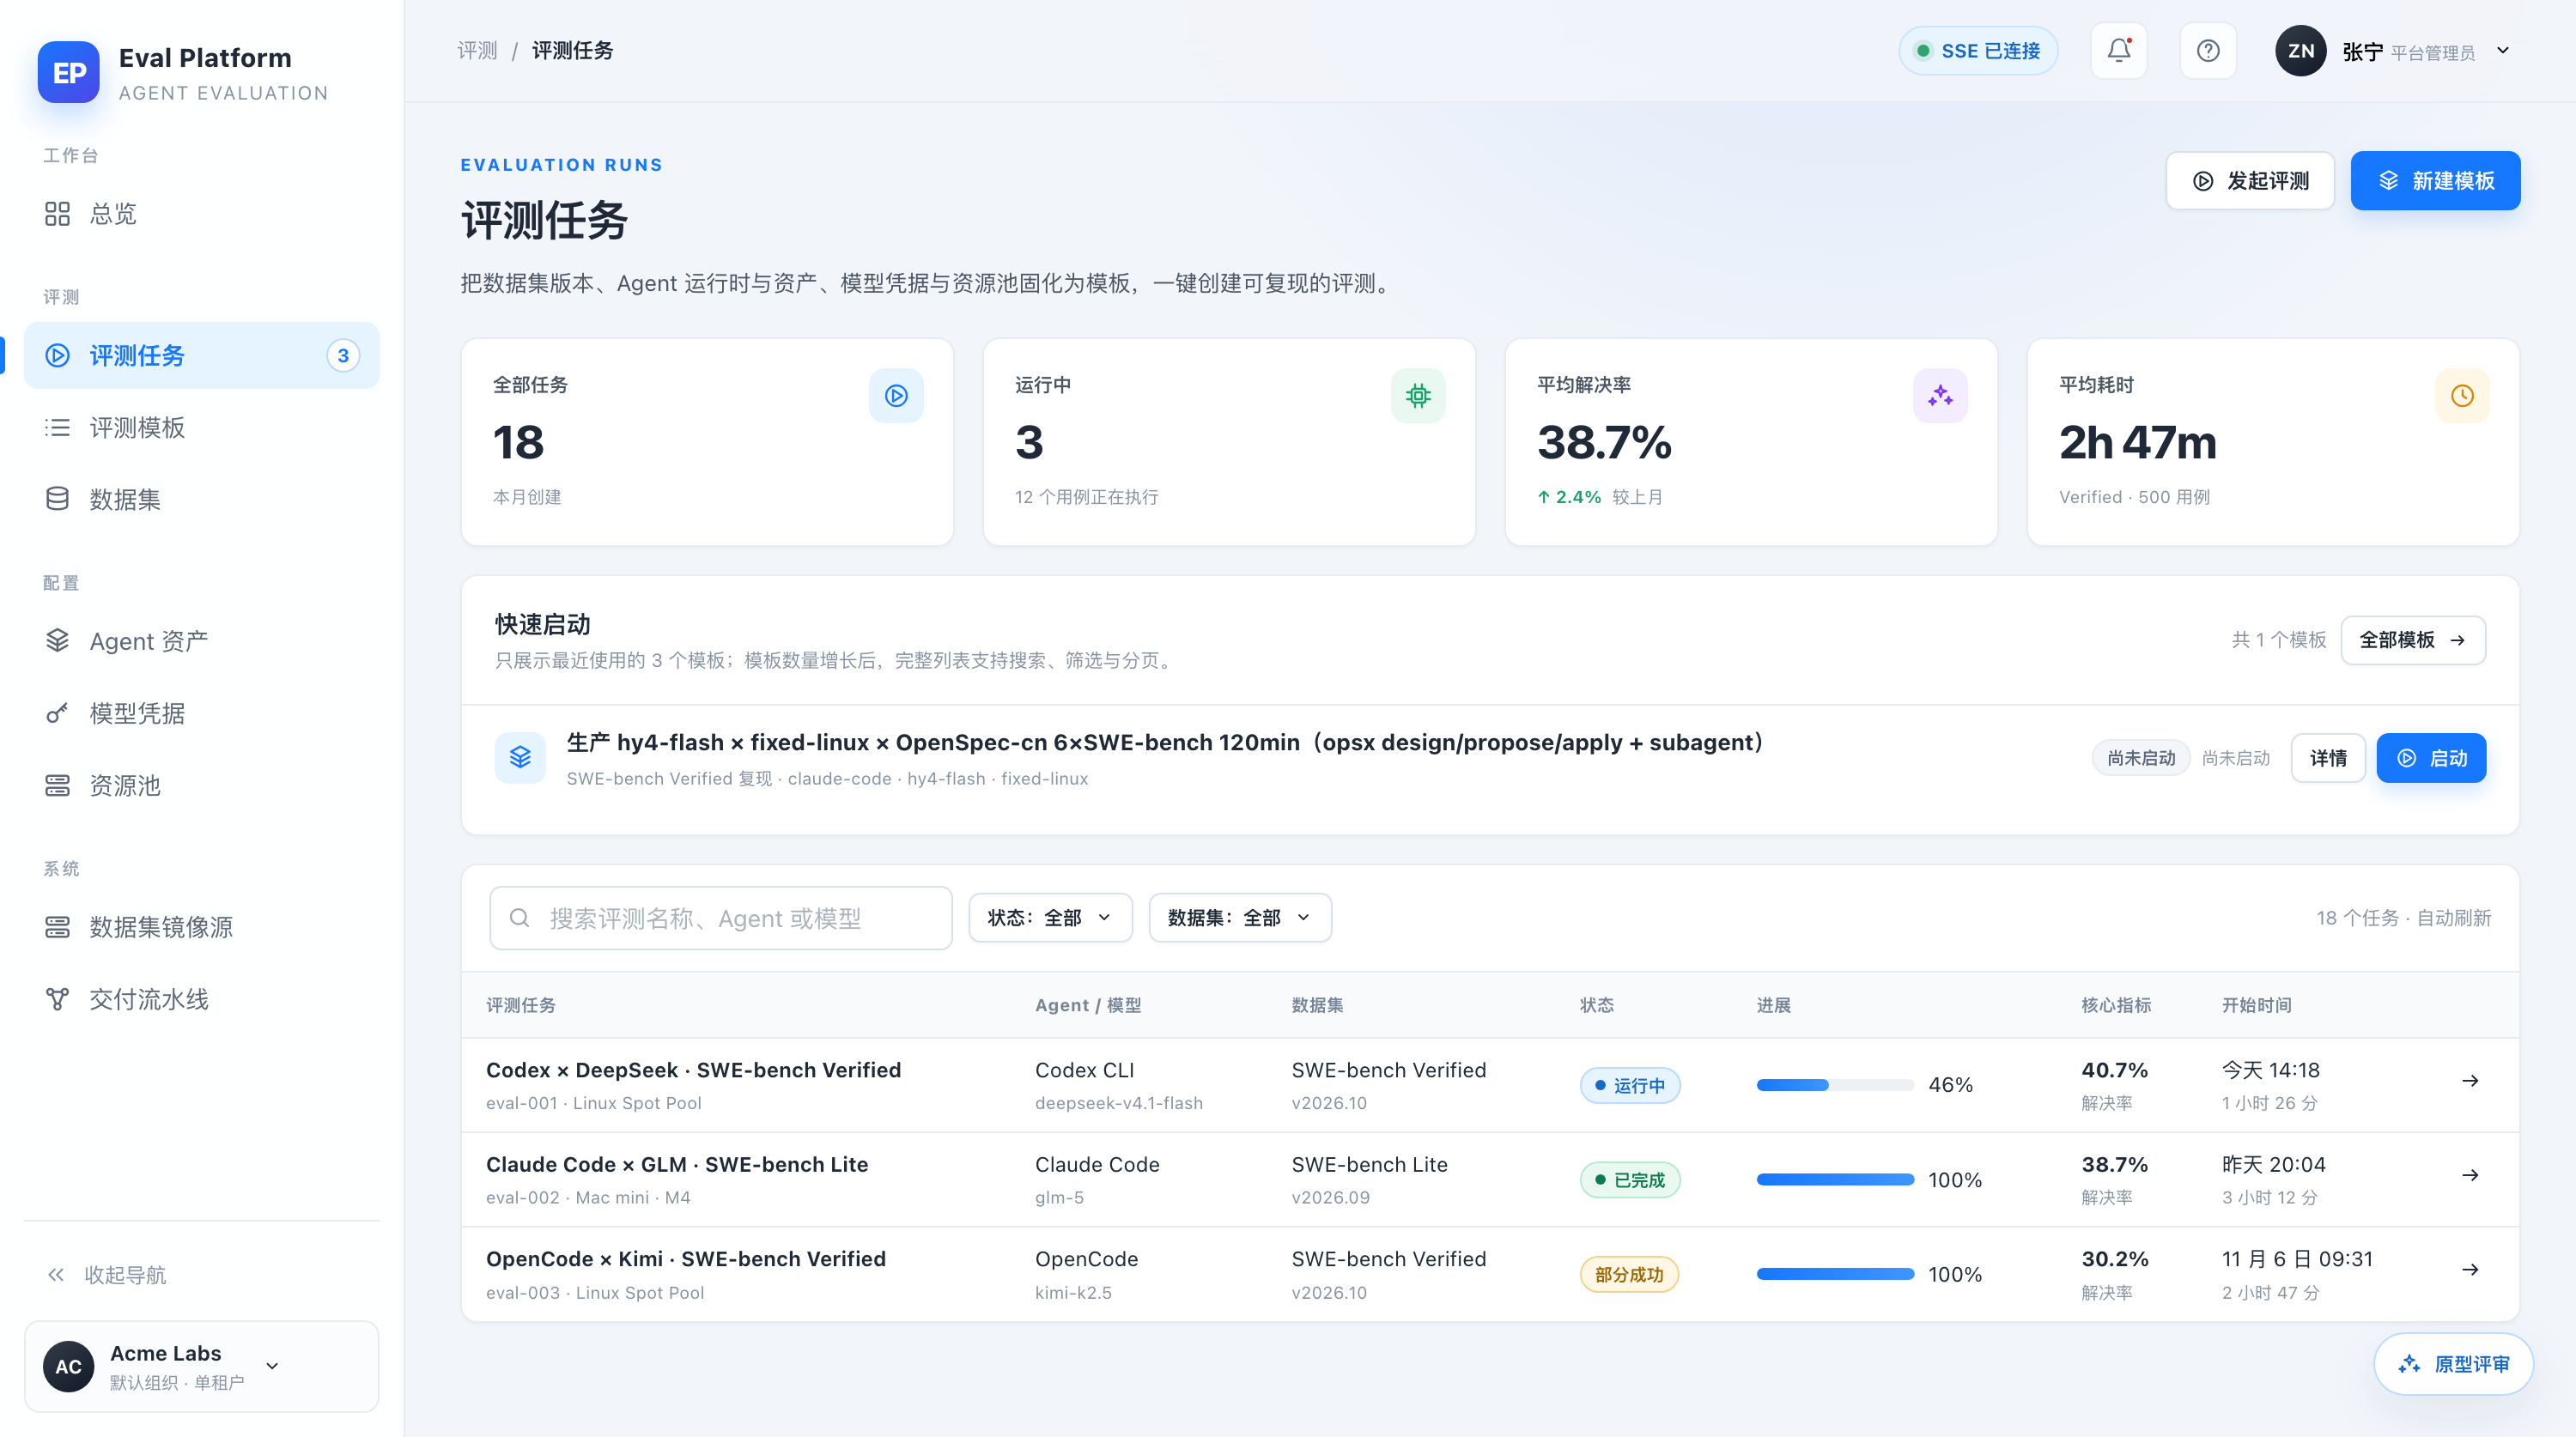 EP
Eval Platform
AGENT EVALUATION
工作台
总览
评测
评测任务 3
评测模板
数据集
配置
Agent 资产
模型凭据
资源池
系统
数据集镜像源
交付流水线
收起导航
AC
Acme Labs
默认组织 · 单租户
评测 / 评测任务
SSE 已连接
ZN 张宁 平台管理员
EVALUATION RUNS
评测任务
把数据集版本、Agent 运行时与资产、模型凭据与资源池固化为模板，一键创建可复现的评测。
发起评测
新建模板
全部任务
18
本月创建
运行中
3
12 个用例正在执行
平均解决率
38.7%
↑ 2.4% 较上月
平均耗时
2h 47m
Verified · 500 用例
快速启动
只展示最近使用的 3 个模板；模板数量增长后，完整列表支持搜索、筛选与分页。
共 1 个模板
全部模板 →
生产 hy4-flash × fixed-linux × OpenSpec-cn 6×SWE-bench 120min（opsx design/propose/apply + subagent）
SWE-bench Verified 复现 · claude-code · hy4-flash · fixed-linux
尚未启动 尚未启动
详情
启动
搜索评测名称、Agent 或模型
状态：全部
数据集：全部
18 个任务 · 自动刷新
评测任务 Agent / 模型 数据集 状态 进展 核心指标 开始时间
Codex × DeepSeek · SWE-bench Verified Codex CLI SWE-bench Verified 运行中 46% 40.7% 今天 14:18 →
eval-001 · Linux Spot Pool deepseek-v4.1-flash v2026.10 解决率 1 小时 26 分
Claude Code × GLM · SWE-bench Lite Claude Code SWE-bench Lite 已完成 100% 38.7% 昨天 20:04 →
eval-002 · Mac mini · M4 glm-5 v2026.09 解决率 3 小时 12 分
OpenCode × Kimi · SWE-bench Verified OpenCode SWE-bench Verified 部分成功 100% 30.2% 11 月 6 日 09:31 →
eval-003 · Linux Spot Pool kimi-k2.5 v2026.10 解决率 2 小时 47 分
原型评审